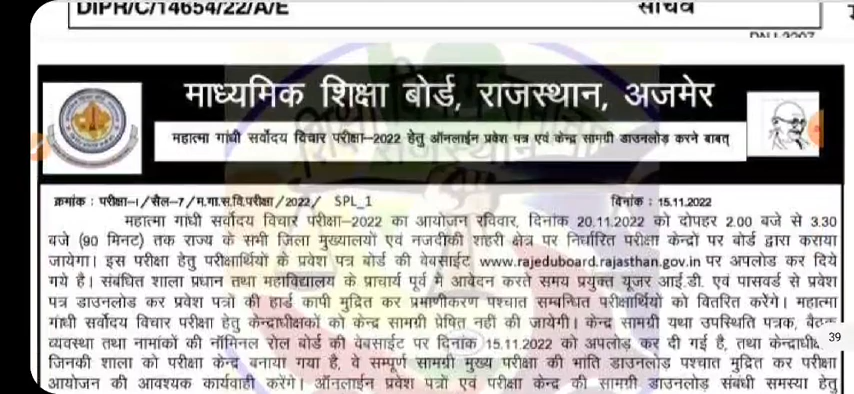 DIPR/C/14654/22/A/E सचिव
माध्यमिक शिक्षा बोर्ड, राजस्थान, अजमेर
महात्मा गांधी सर्वोदय विचार परीक्षा–2022 हेतु ऑनलाईन प्रवेश पत्र एवं केन्द्र सामग्री डाउनलोड़ करने बाबत्
क्रमांक : परीक्षा–I/सैल–7/म.गा.स.वि.परीक्षा/2022/ SPL_1 दिनांक : 15.11.2022
महात्मा गांधी सर्वोदय विचार परीक्षा–2022 का आयोजन रविवार, दिनांक 20.11.2022 को दोपहर 2.00 बजे से 3.30
बजे (90 मिनट) तक राज्य के सभी जिला मुख्यालयों एवं नजदीकी शहरी क्षेत्र पर निर्धारित परीक्षा केन्द्रों पर बोर्ड द्वारा कराया
जायेगा। इस परीक्षा हेतु परीक्षार्थियों के प्रवेश पत्र बोर्ड की वेबसाईट www.rajeduboard.rajasthan.gov.in पर अपलोड कर दिये
गये है। संबंधित शाला प्रधान तथा महाविद्यालय के प्राचार्य पूर्व में आवेदन करते समय प्रयुक्त यूजर आई.डी. एवं पासवर्ड से प्रवेश
पत्र डाउनलोड कर प्रवेश पत्रों की हार्ड कापी मुद्रित कर प्रमाणीकरण पश्चात सम्बन्धित परीक्षार्थियों को वितरित करेंगे। महात्मा
गांधी सर्वोदय विचार परीक्षा हेतु केन्द्राधीक्षकों को केन्द्र सामग्री प्रेषित नही की जायेगी। केन्द्र सामग्री यथा उपस्थिति पत्रक,
व्यवस्था तथा नामांकों की नॉमिनल रोल बोर्ड की वेबसाईट पर दिनांक 15.11.2022 को अपलोड़ कर दी गई है, तथा 39
जिनकी शाला को परीक्षा केन्द्र बनाया गया है, वे सम्पूर्ण सामग्री मुख्य परीक्षा की भांति डाउनलोड़ पश्चात मुद्रित कर परीक्षा
आयोजन की आवश्यक कार्यवाही करेंगे। ऑनलाईन प्रवेश पत्रों एवं परीक्षा केन्द्र की सामग्री डाउनलोड़ संबंधी समस्या हेतु